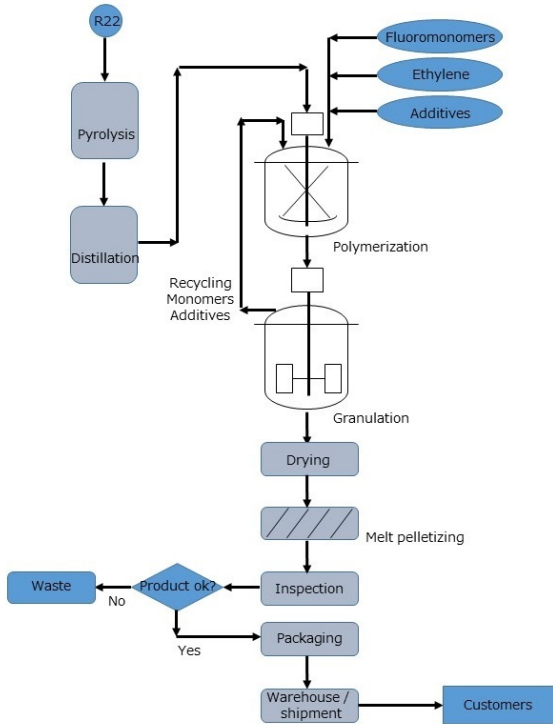 R22
Fluoromonomers
Ethylene
Additives
Pyrolysis
Distillation
Polymerization
Recycling
Monomers
Additives
Granulation
Drying
Melt pelletizing
Waste
No
Product ok?
Inspection
Yes
Packaging
Warehouse /
shipment
Customers